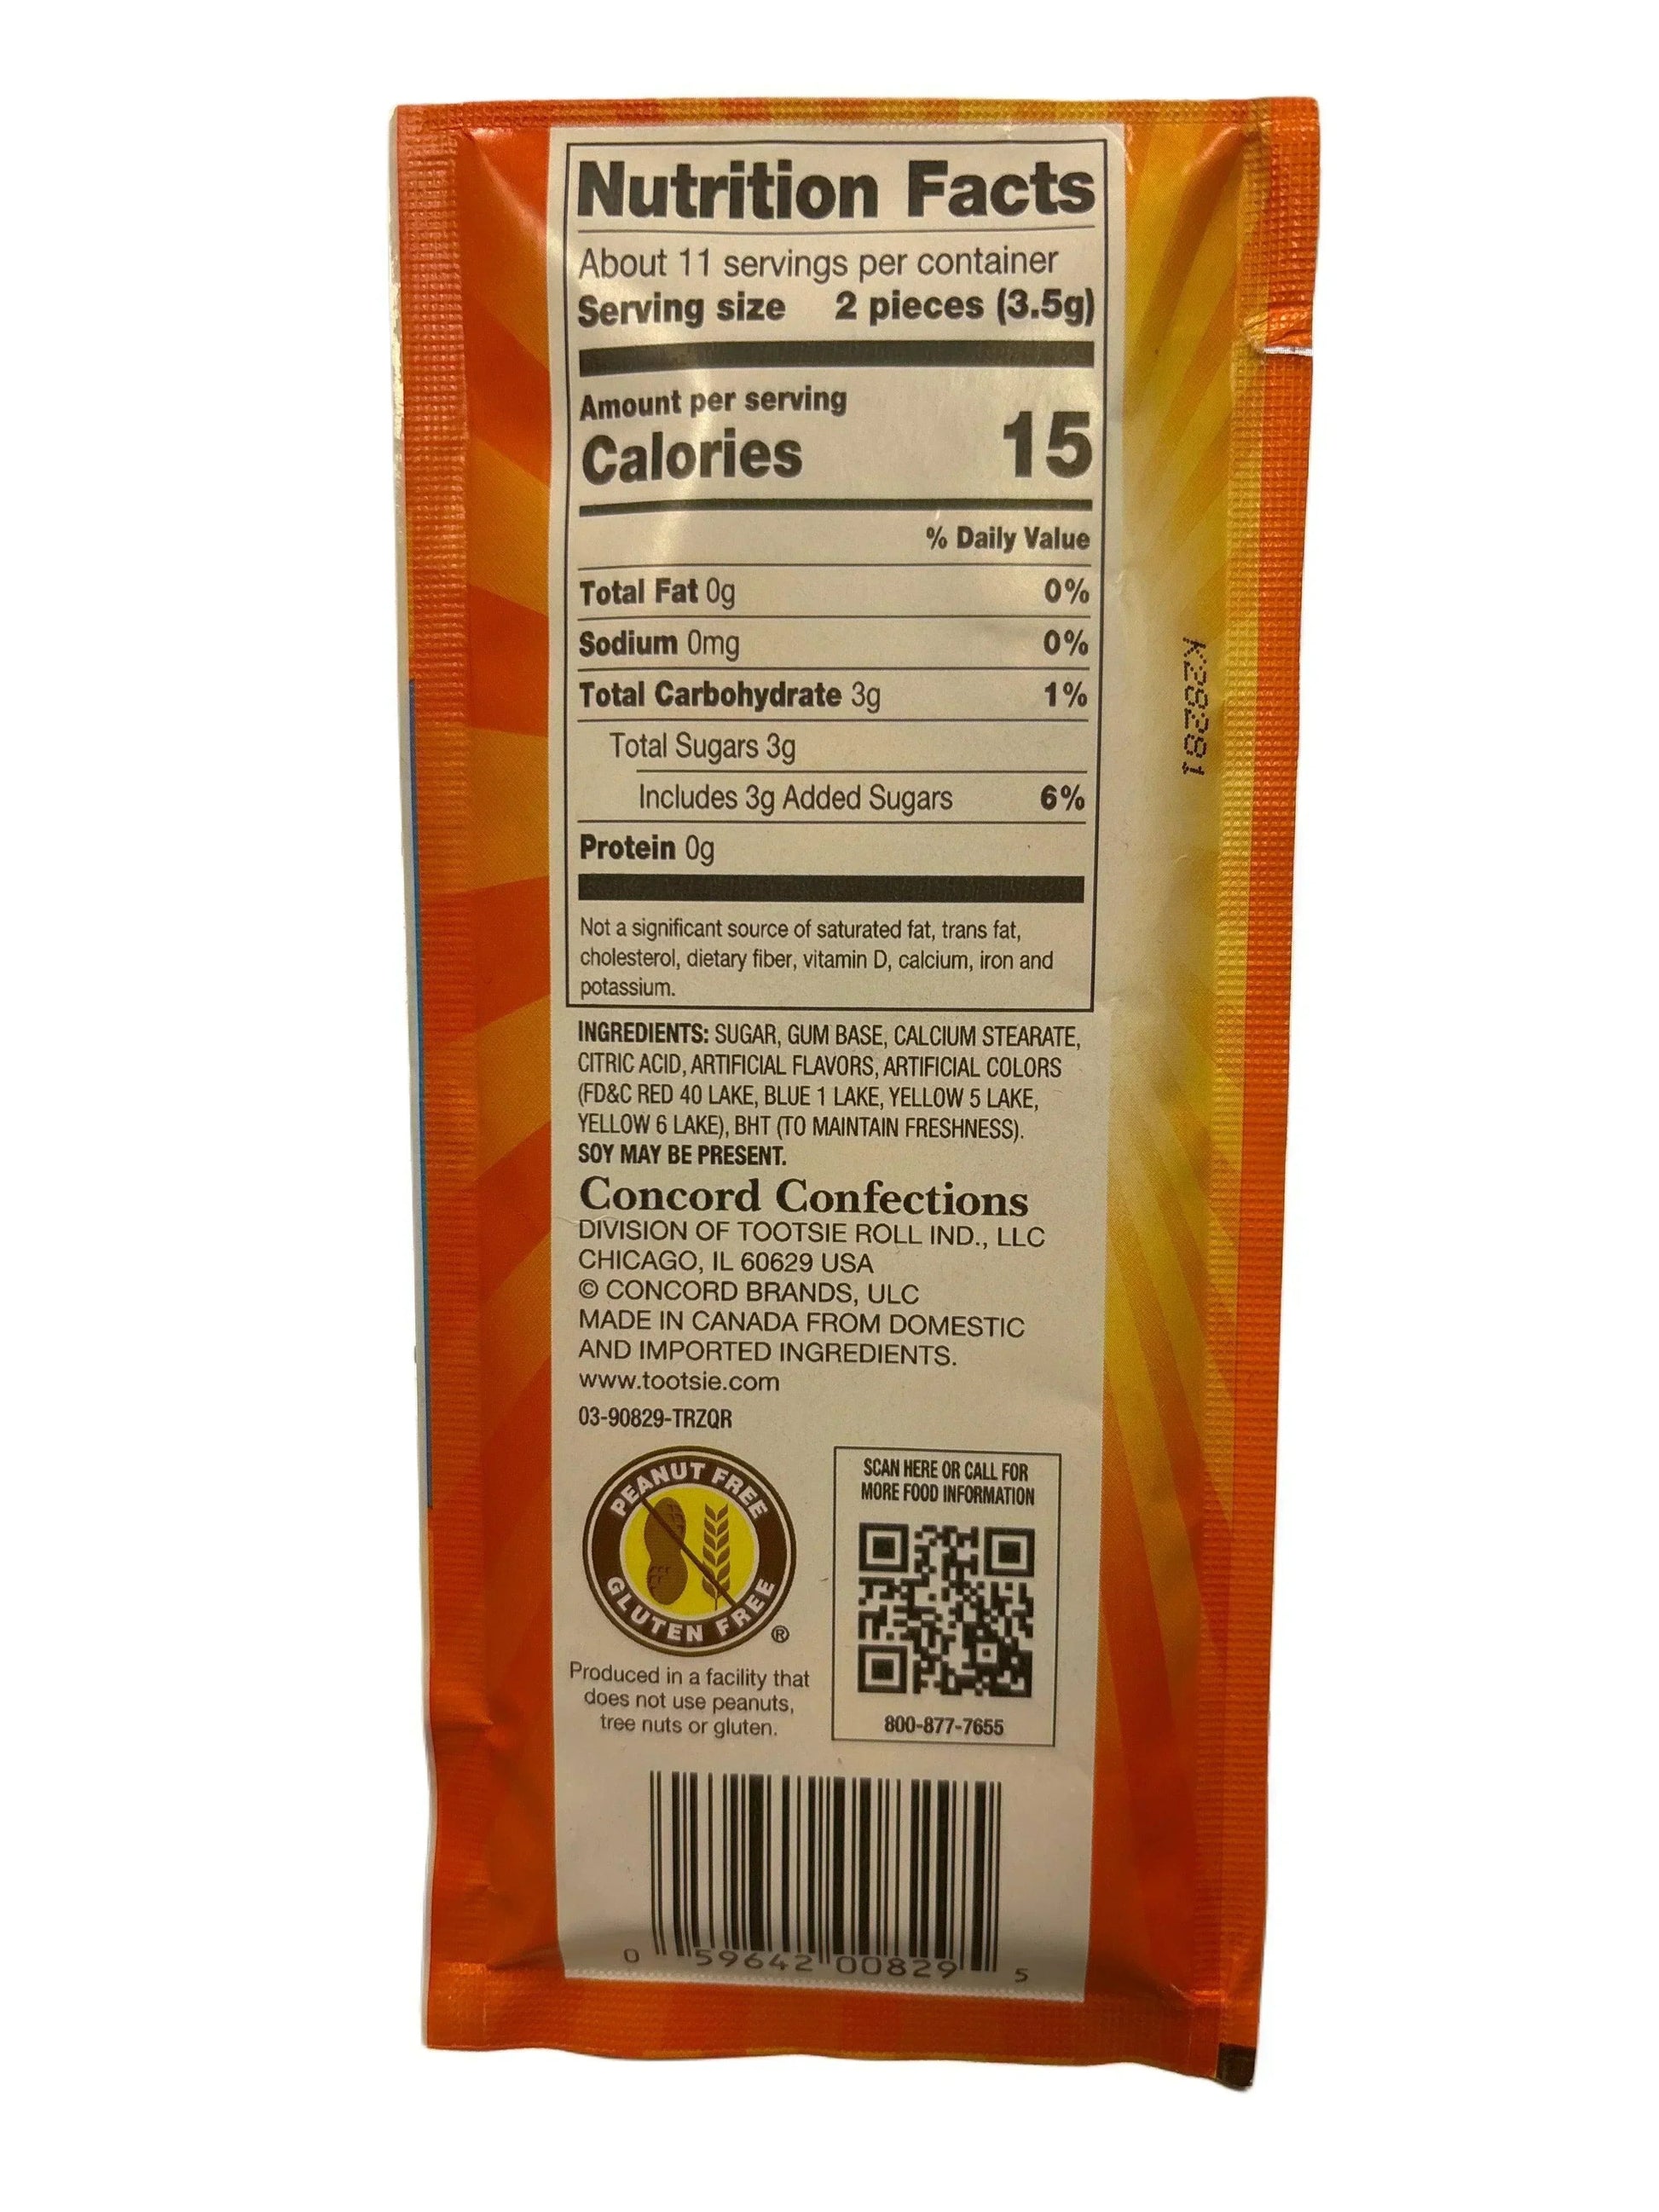 Nutrition Facts
About 11 servings per container
Serving size 2 pieces (3.5g)
Amount per serving
Calories 15
% Daily Value
Total Fat 0g 0%
Sodium 0mg 0%
Total Carbohydrate 3g 1%
Total Sugars 3g
Includes 3g Added Sugars 6%
Protein 0g
Not a significant source of saturated fat, trans fat,
cholesterol, dietary fiber, vitamin D, calcium, iron and
potassium.
INGREDIENTS: SUGAR, GUM BASE, CALCIUM STEARATE,
CITRIC ACID, ARTIFICIAL FLAVORS, ARTIFICIAL COLORS
(FD&C RED 40 LAKE, BLUE 1 LAKE, YELLOW 5 LAKE,
YELLOW 6 LAKE), BHT (TO MAINTAIN FRESHNESS).
SOY MAY BE PRESENT.
Concord Confections
DIVISION OF TOOTSIE ROLL IND., LLC
CHICAGO, IL 60629 USA
© CONCORD BRANDS, ULC
MADE IN CANADA FROM DOMESTIC
AND IMPORTED INGREDIENTS.
www.tootsie.com
03-90829-TRZQR
PEANUT FREE
GLUTEN FREE
®
Produced in a facility that
does not use peanuts,
tree nuts or gluten.
SCAN HERE OR CALL FOR
MORE FOOD INFORMATION
800-877-7655
0 59642 00829 5
K28281